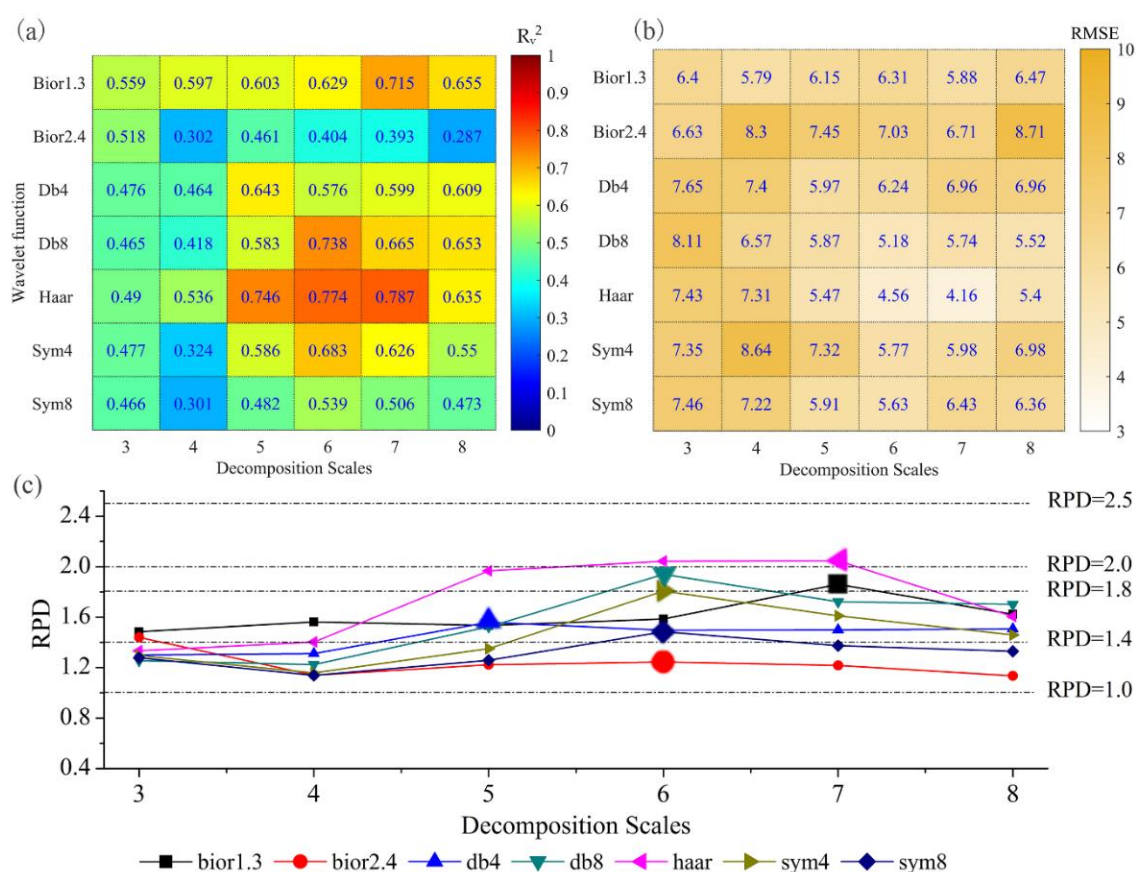 (a)
R_v^2
Wavelet function
Bior1.3 0.559 0.597 0.603 0.629 0.715 0.655
Bior2.4 0.518 0.302 0.461 0.404 0.393 0.287
Db4 0.476 0.464 0.643 0.576 0.599 0.609
Db8 0.465 0.418 0.583 0.738 0.665 0.653
Haar 0.49 0.536 0.746 0.774 0.787 0.635
Sym4 0.477 0.324 0.586 0.683 0.626 0.55
Sym8 0.466 0.301 0.482 0.539 0.506 0.473
3 4 5 6 7 8
Decomposition Scales
1
0.9
0.8
0.7
0.6
0.5
0.4
0.3
0.2
0.1
0
(b)
RMSE
Bior1.3 6.4 5.79 6.15 6.31 5.88 6.47
Bior2.4 6.63 8.3 7.45 7.03 6.71 8.71
Db4 7.65 7.4 5.97 6.24 6.96 6.96
Db8 8.11 6.57 5.87 5.18 5.74 5.52
Haar 7.43 7.31 5.47 4.56 4.16 5.4
Sym4 7.35 8.64 7.32 5.77 5.98 6.98
Sym8 7.46 7.22 5.91 5.63 6.43 6.36
3 4 5 6 7 8
Decomposition Scales
10
9
8
7
6
5
4
3
(c)
RPD
2.4
2.0
1.6
1.2
0.8
0.4
RPD=2.5
RPD=2.0
RPD=1.8
RPD=1.4
RPD=1.0
3 4 5 6 7 8
Decomposition Scales
bior1.3 bior2.4 db4 db8 haar sym4 sym8